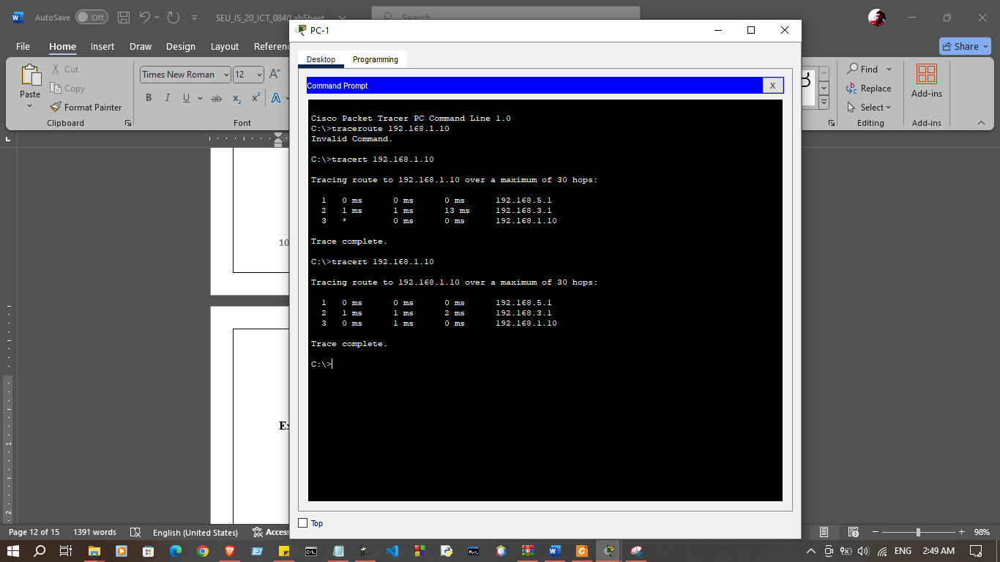 AutoSave Off SEU_IS_20_ICT_084(LabSheet Search
PC-1
File Home Insert Draw Design Layout Share
Desktop Programming
Times New Roman 12
Paste Cut Copy Format Painter
B I U ab x₂ x² A
Find Replace Select Add-ins
Clipboard Font Editing Add-ins
Command Prompt X
Cisco Packet Tracer PC Command Line 1.0
C:\>traceroute 192.168.1.10
Invalid Command.
C:\>tracert 192.168.1.10
Tracing route to 192.168.1.10 over a maximum of 30 hops:
1 0 ms 0 ms 0 ms 192.168.5.1
2 1 ms 1 ms 13 ms 192.168.3.1
3 * 0 ms 0 ms 192.168.1.10
Trace complete.
C:\>tracert 192.168.1.10
Tracing route to 192.168.1.10 over a maximum of 30 hops:
1 0 ms 0 ms 0 ms 192.168.5.1
2 1 ms 1 ms 2 ms 192.168.3.1
3 0 ms 1 ms 0 ms 192.168.1.10
Trace complete.
C:\>
10
Top
Page 12 of 15 1391 words English (United States) 98%
ENG 2:49 AM